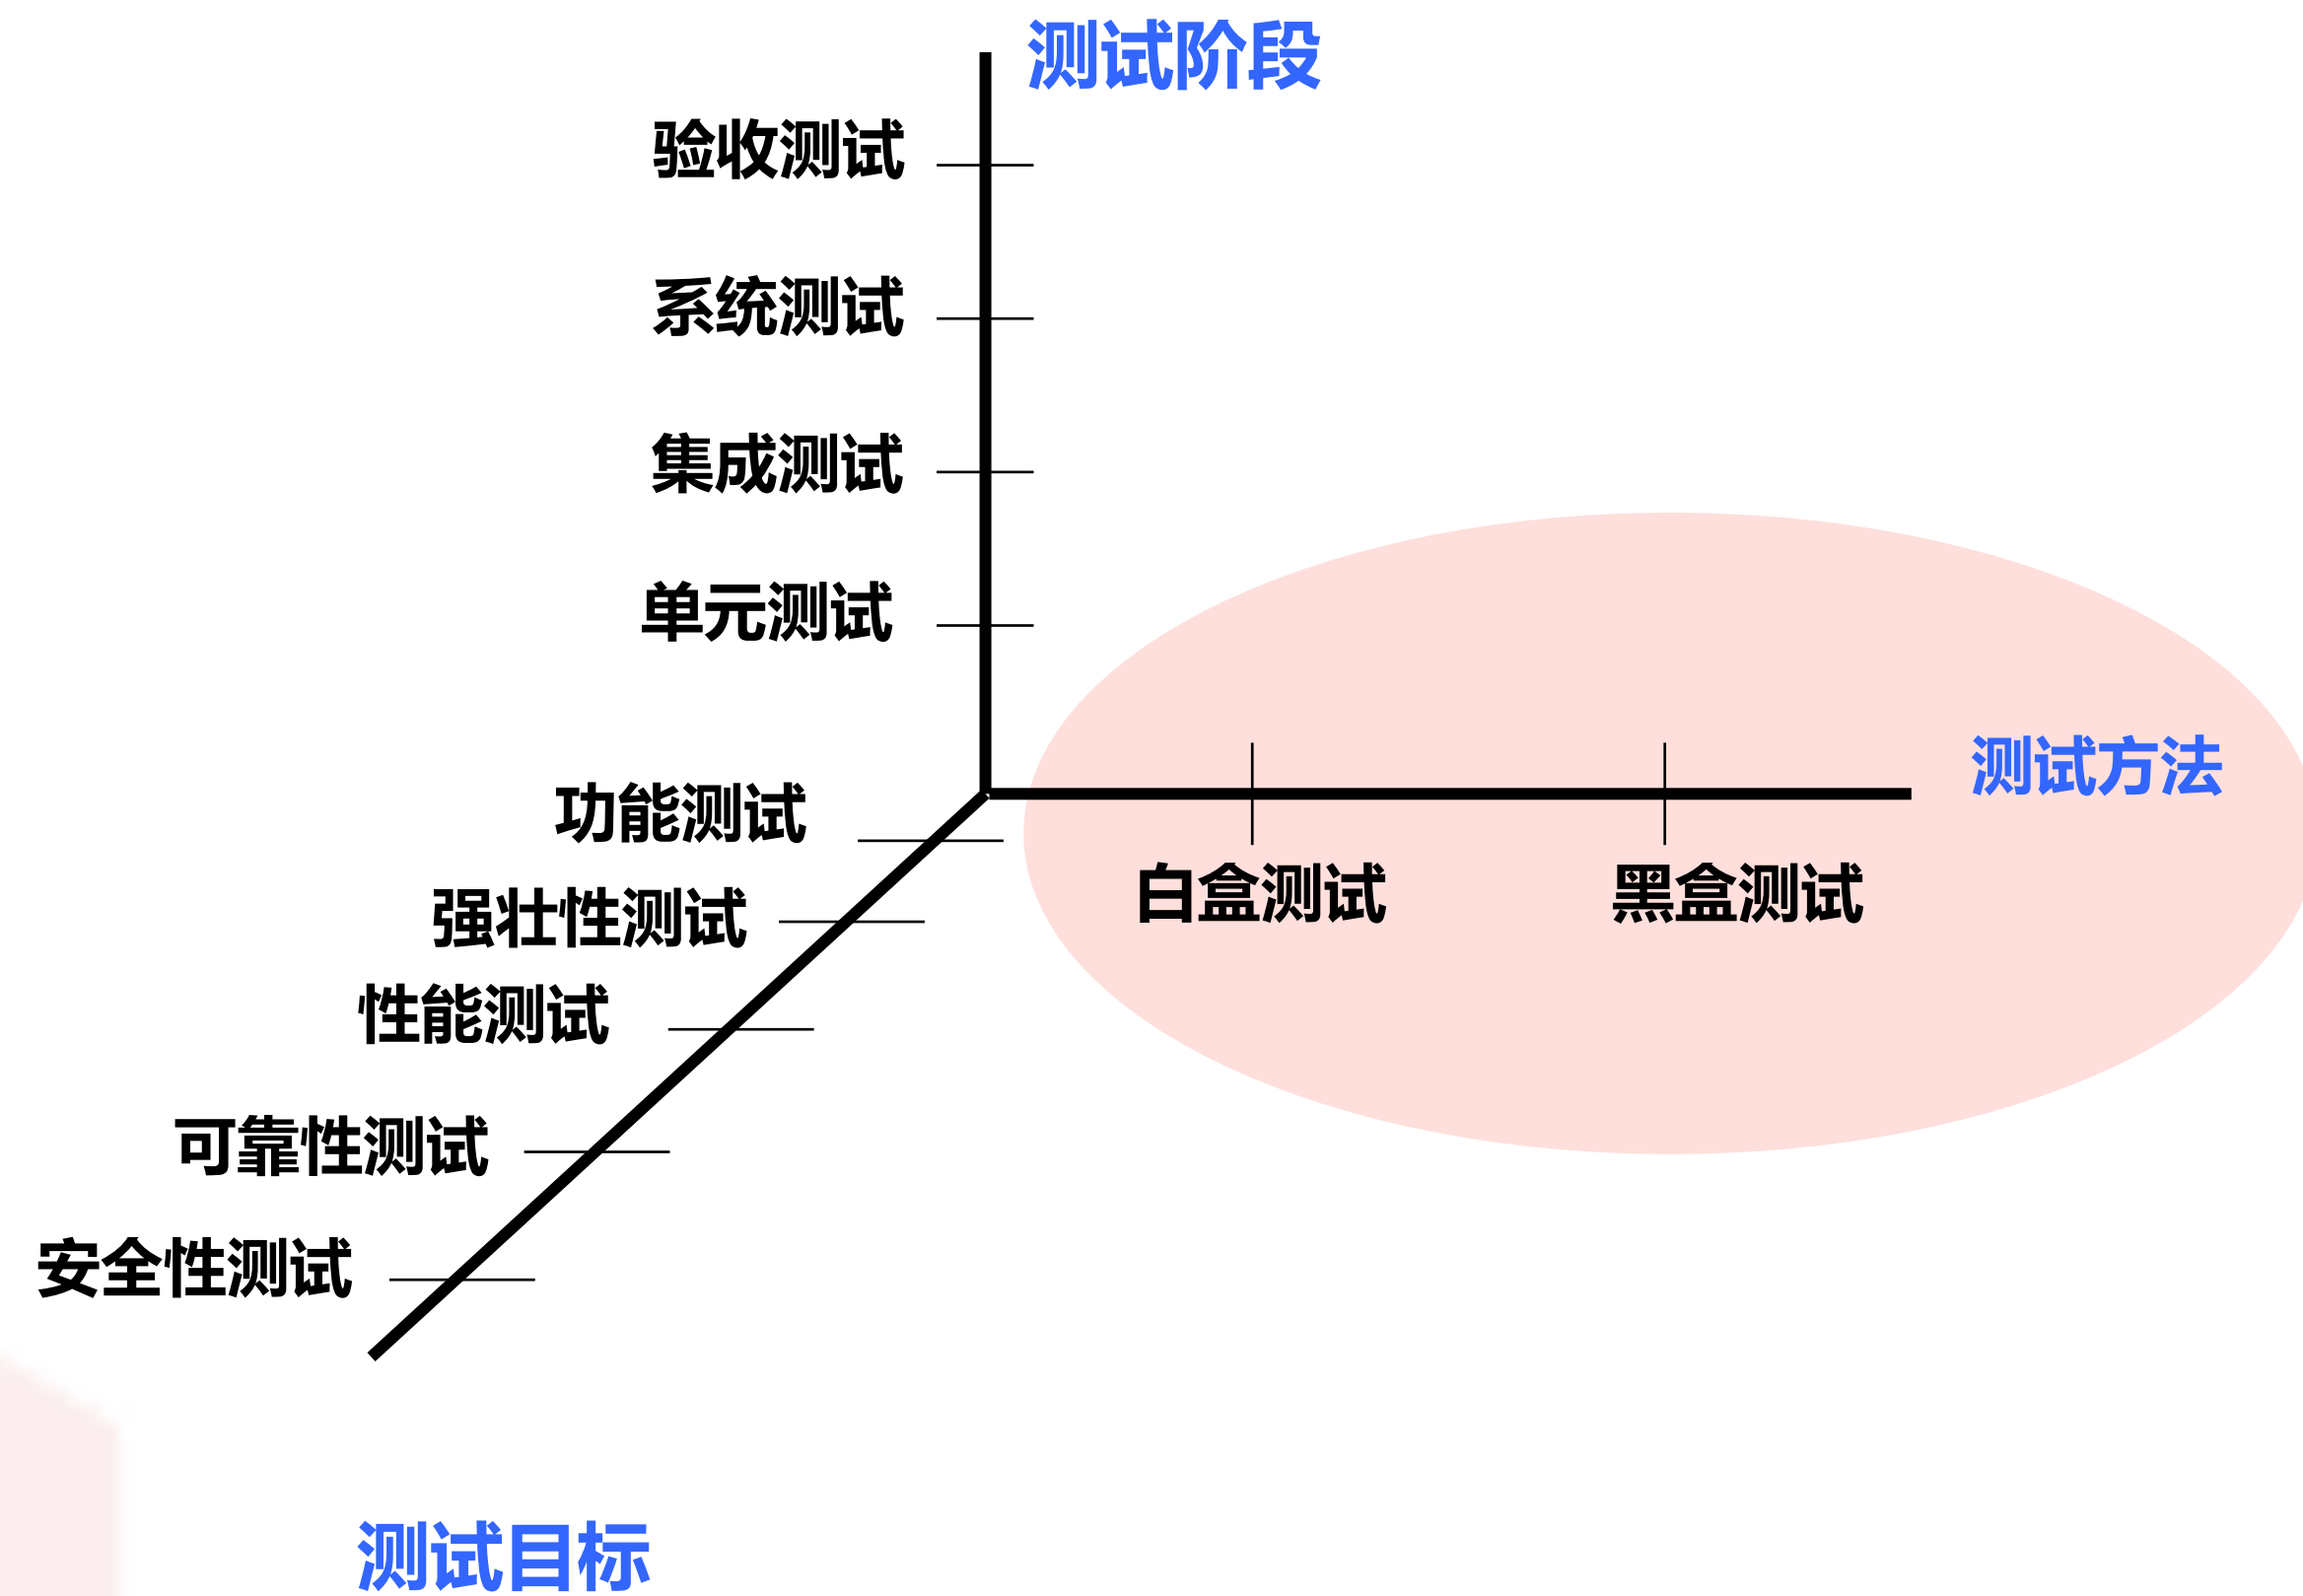 测试阶段
验收测试
系统测试
集成测试
单元测试
测试方法
功能测试
白盒测试
黑盒测试
强壮性测试
性能测试
可靠性测试
安全性测试
测试目标